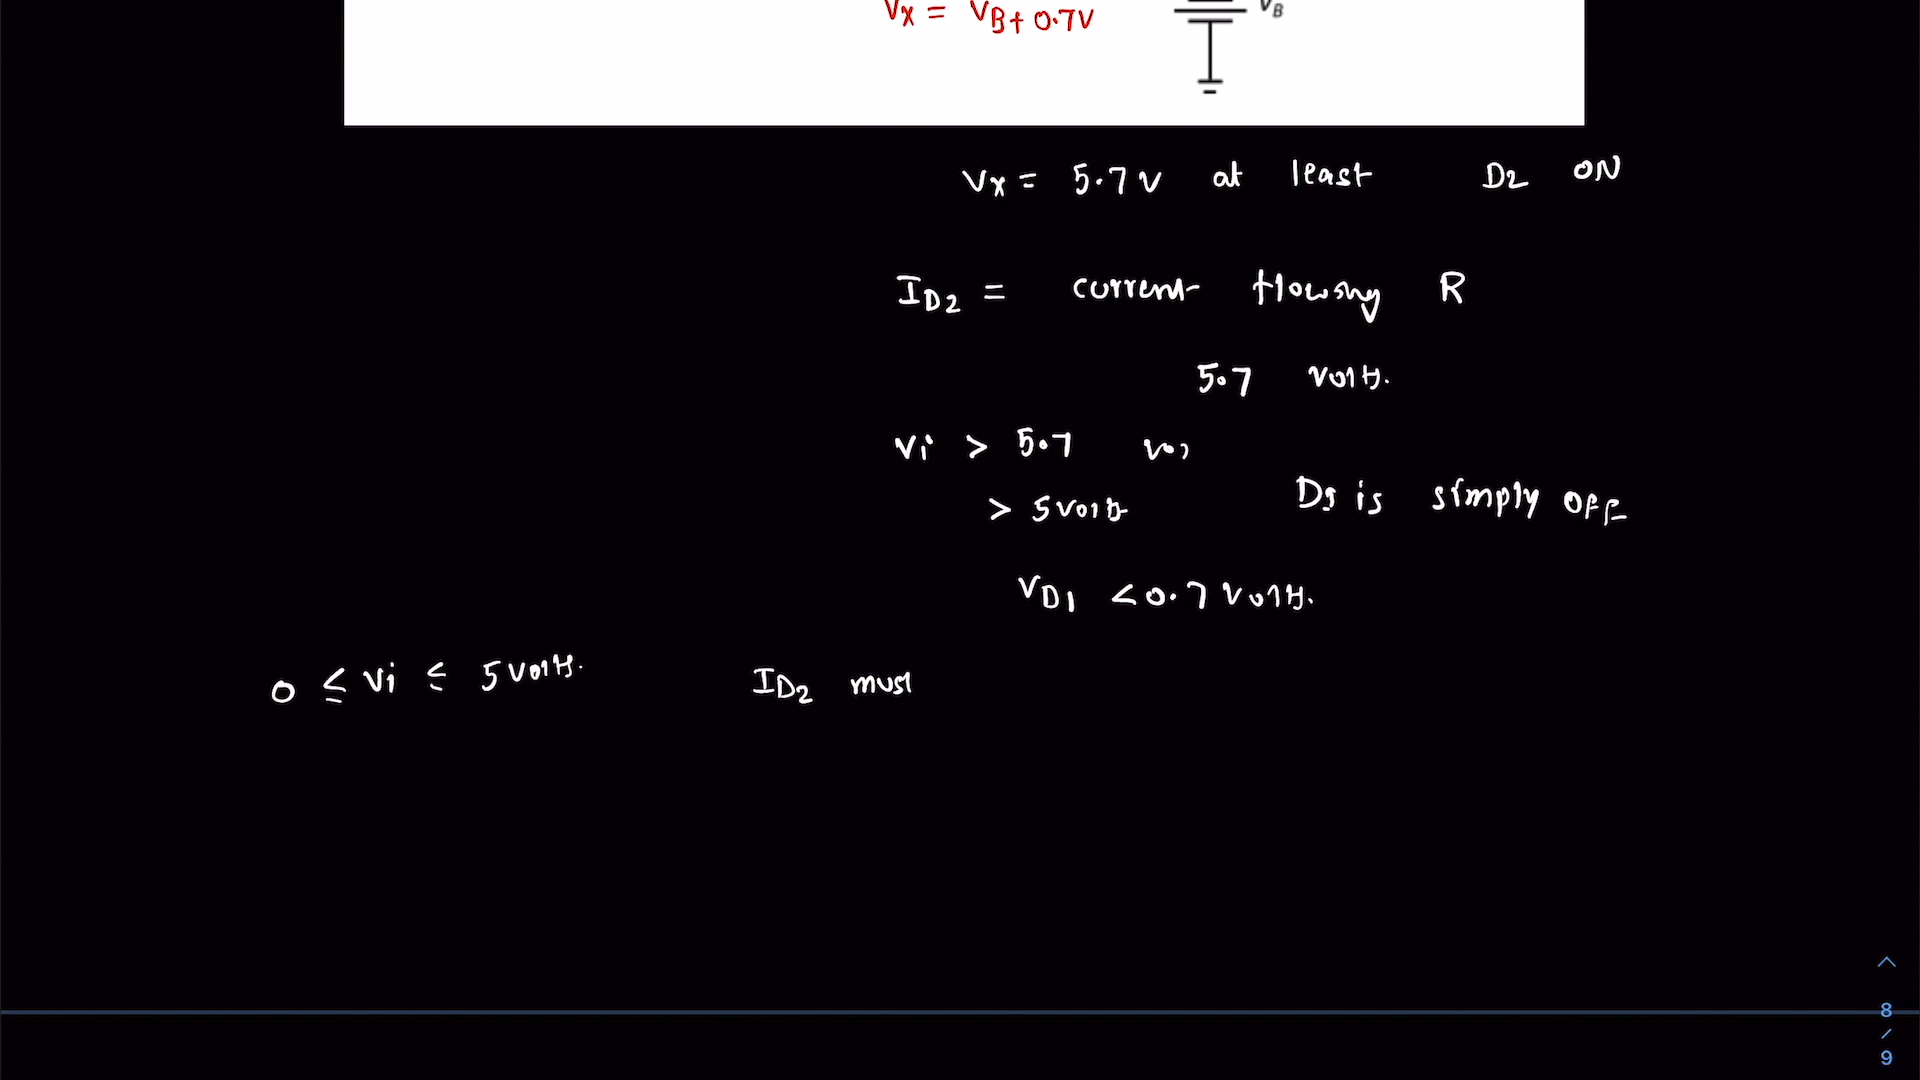 Vx = VB + 0.7V VB
Vx = 5.7 V at least D2 ON
ID2 = current flowing R
5.7 volts.
Vi > 5.7 vo
> 5 volts D1 is simply OFF
VD1 < 0.7 Volts.
0 ≤ Vi ≤ 5 Volts. ID2 must
8
/
9